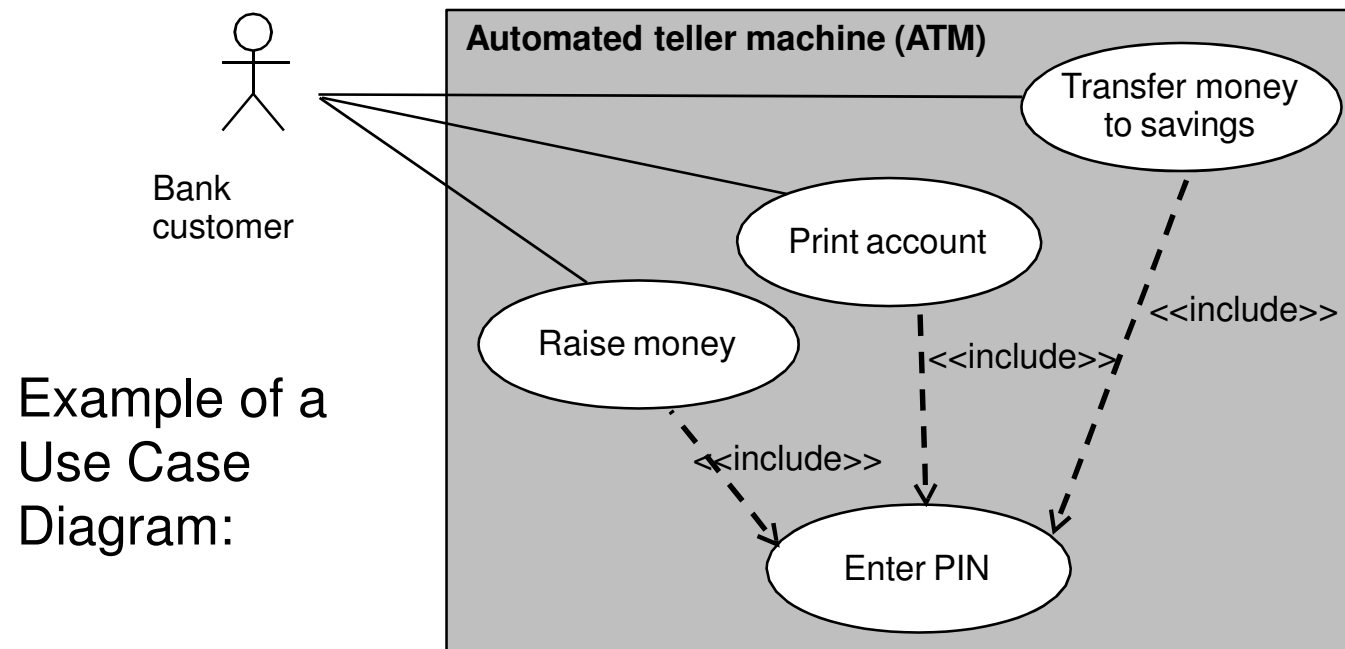 Automated teller machine (ATM)
Transfer money
to savings
Bank
customer
Print account
<<include>>
Raise money
<<include>>
Example of a
Use Case
Diagram:
<<include>>
Enter PIN